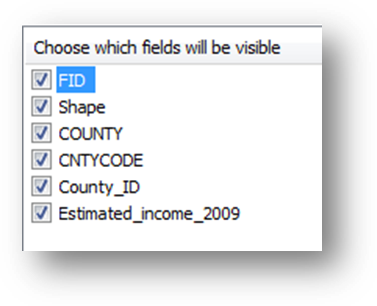 Choose which fields will be visible
FID
Shape
COUNTY
CNTYCODE
County_ID
Estimated_income_2009